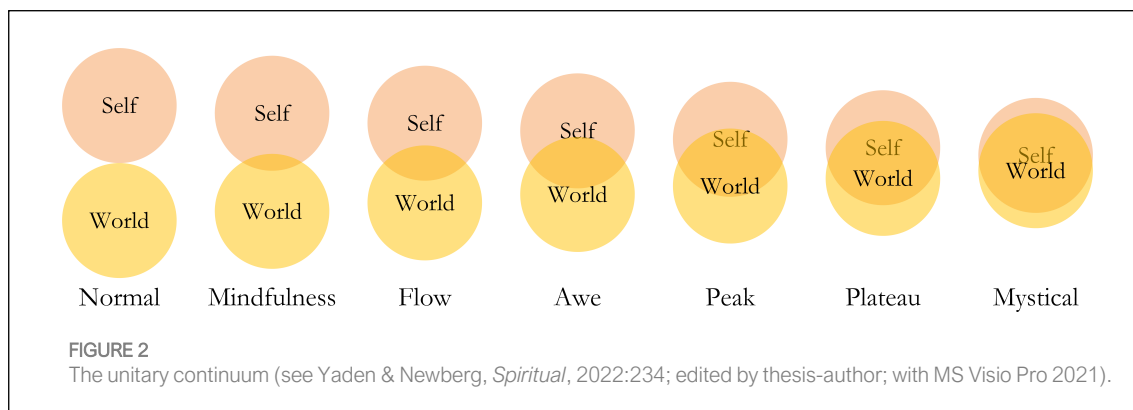 Self Self Self Self Self Self Self
World World World World World World World
Normal Mindfulness Flow Awe Peak Plateau Mystical
FIGURE 2
The unitary continuum (see Yaden & Newberg, Spiritual, 2022:234; edited by thesis-author; with MS Visio Pro 2021).